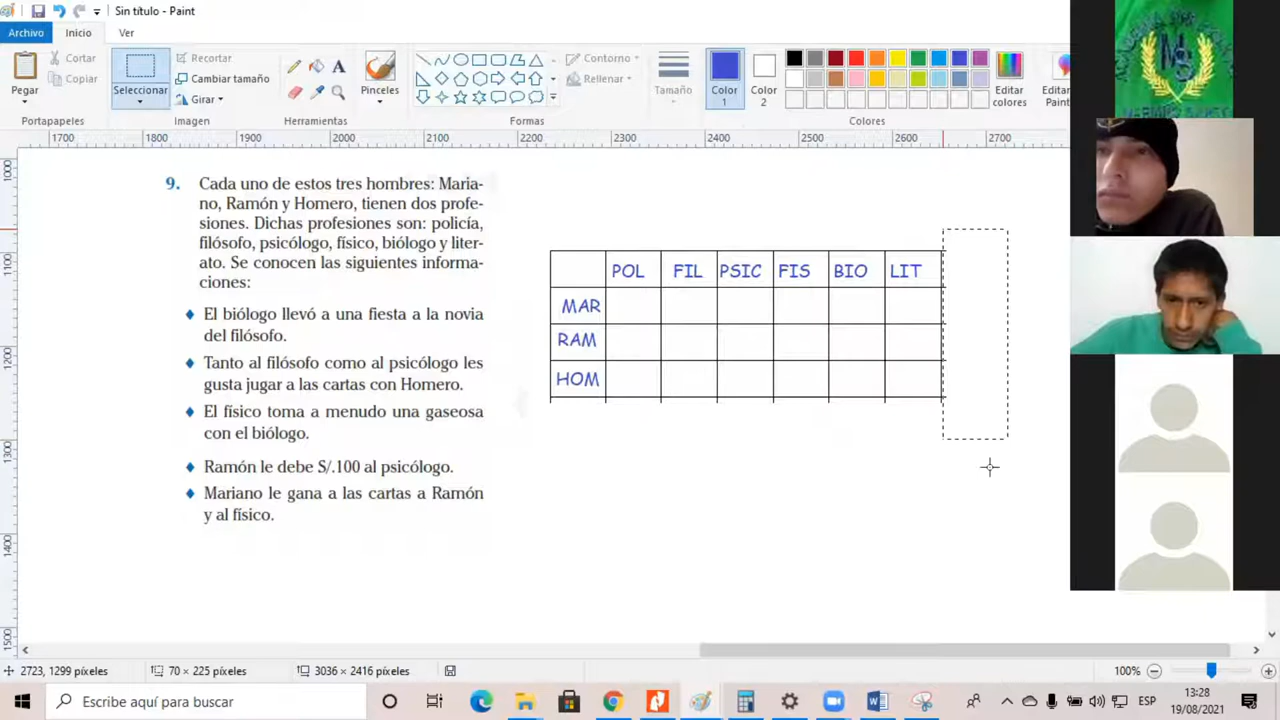 Sin título - Paint
Archivo Inicio Ver
Pegar
Cortar
Copiar
Portapapeles
Seleccionar
Recortar
Cambiar tamaño
Girar
Imagen
Pinceles
Herramientas
Contorno
Rellenar
Formas
Tamaño
Color 1
Color 2
Editar colores
Editar
Colores
1700 1800 1900 2000 2100 2200 2300 2400 2500 2600 2700
1000
1100
1200
1300
1400
1500
9. Cada uno de estos tres hombres: Maria-
no, Ramón y Homero, tienen dos profe-
siones. Dichas profesiones son: policía,
filósofo, psicólogo, físico, biólogo y liter-
ato. Se conocen las siguientes informa-
ciones:
El biólogo llevó a una fiesta a la novia
del filósofo.
Tanto al filósofo como al psicólogo les
gusta jugar a las cartas con Homero.
El físico toma a menudo una gaseosa
con el biólogo.
Ramón le debe S/.100 al psicólogo.
Mariano le gana a las cartas a Ramón
y al físico.
POL FIL PSIC FIS BIO LIT
MAR
RAM
HOM
2723, 1299 píxeles 70 × 225 píxeles 3036 × 2416 píxeles 100%
Escribe aquí para buscar
ESP
13:28
19/08/2021